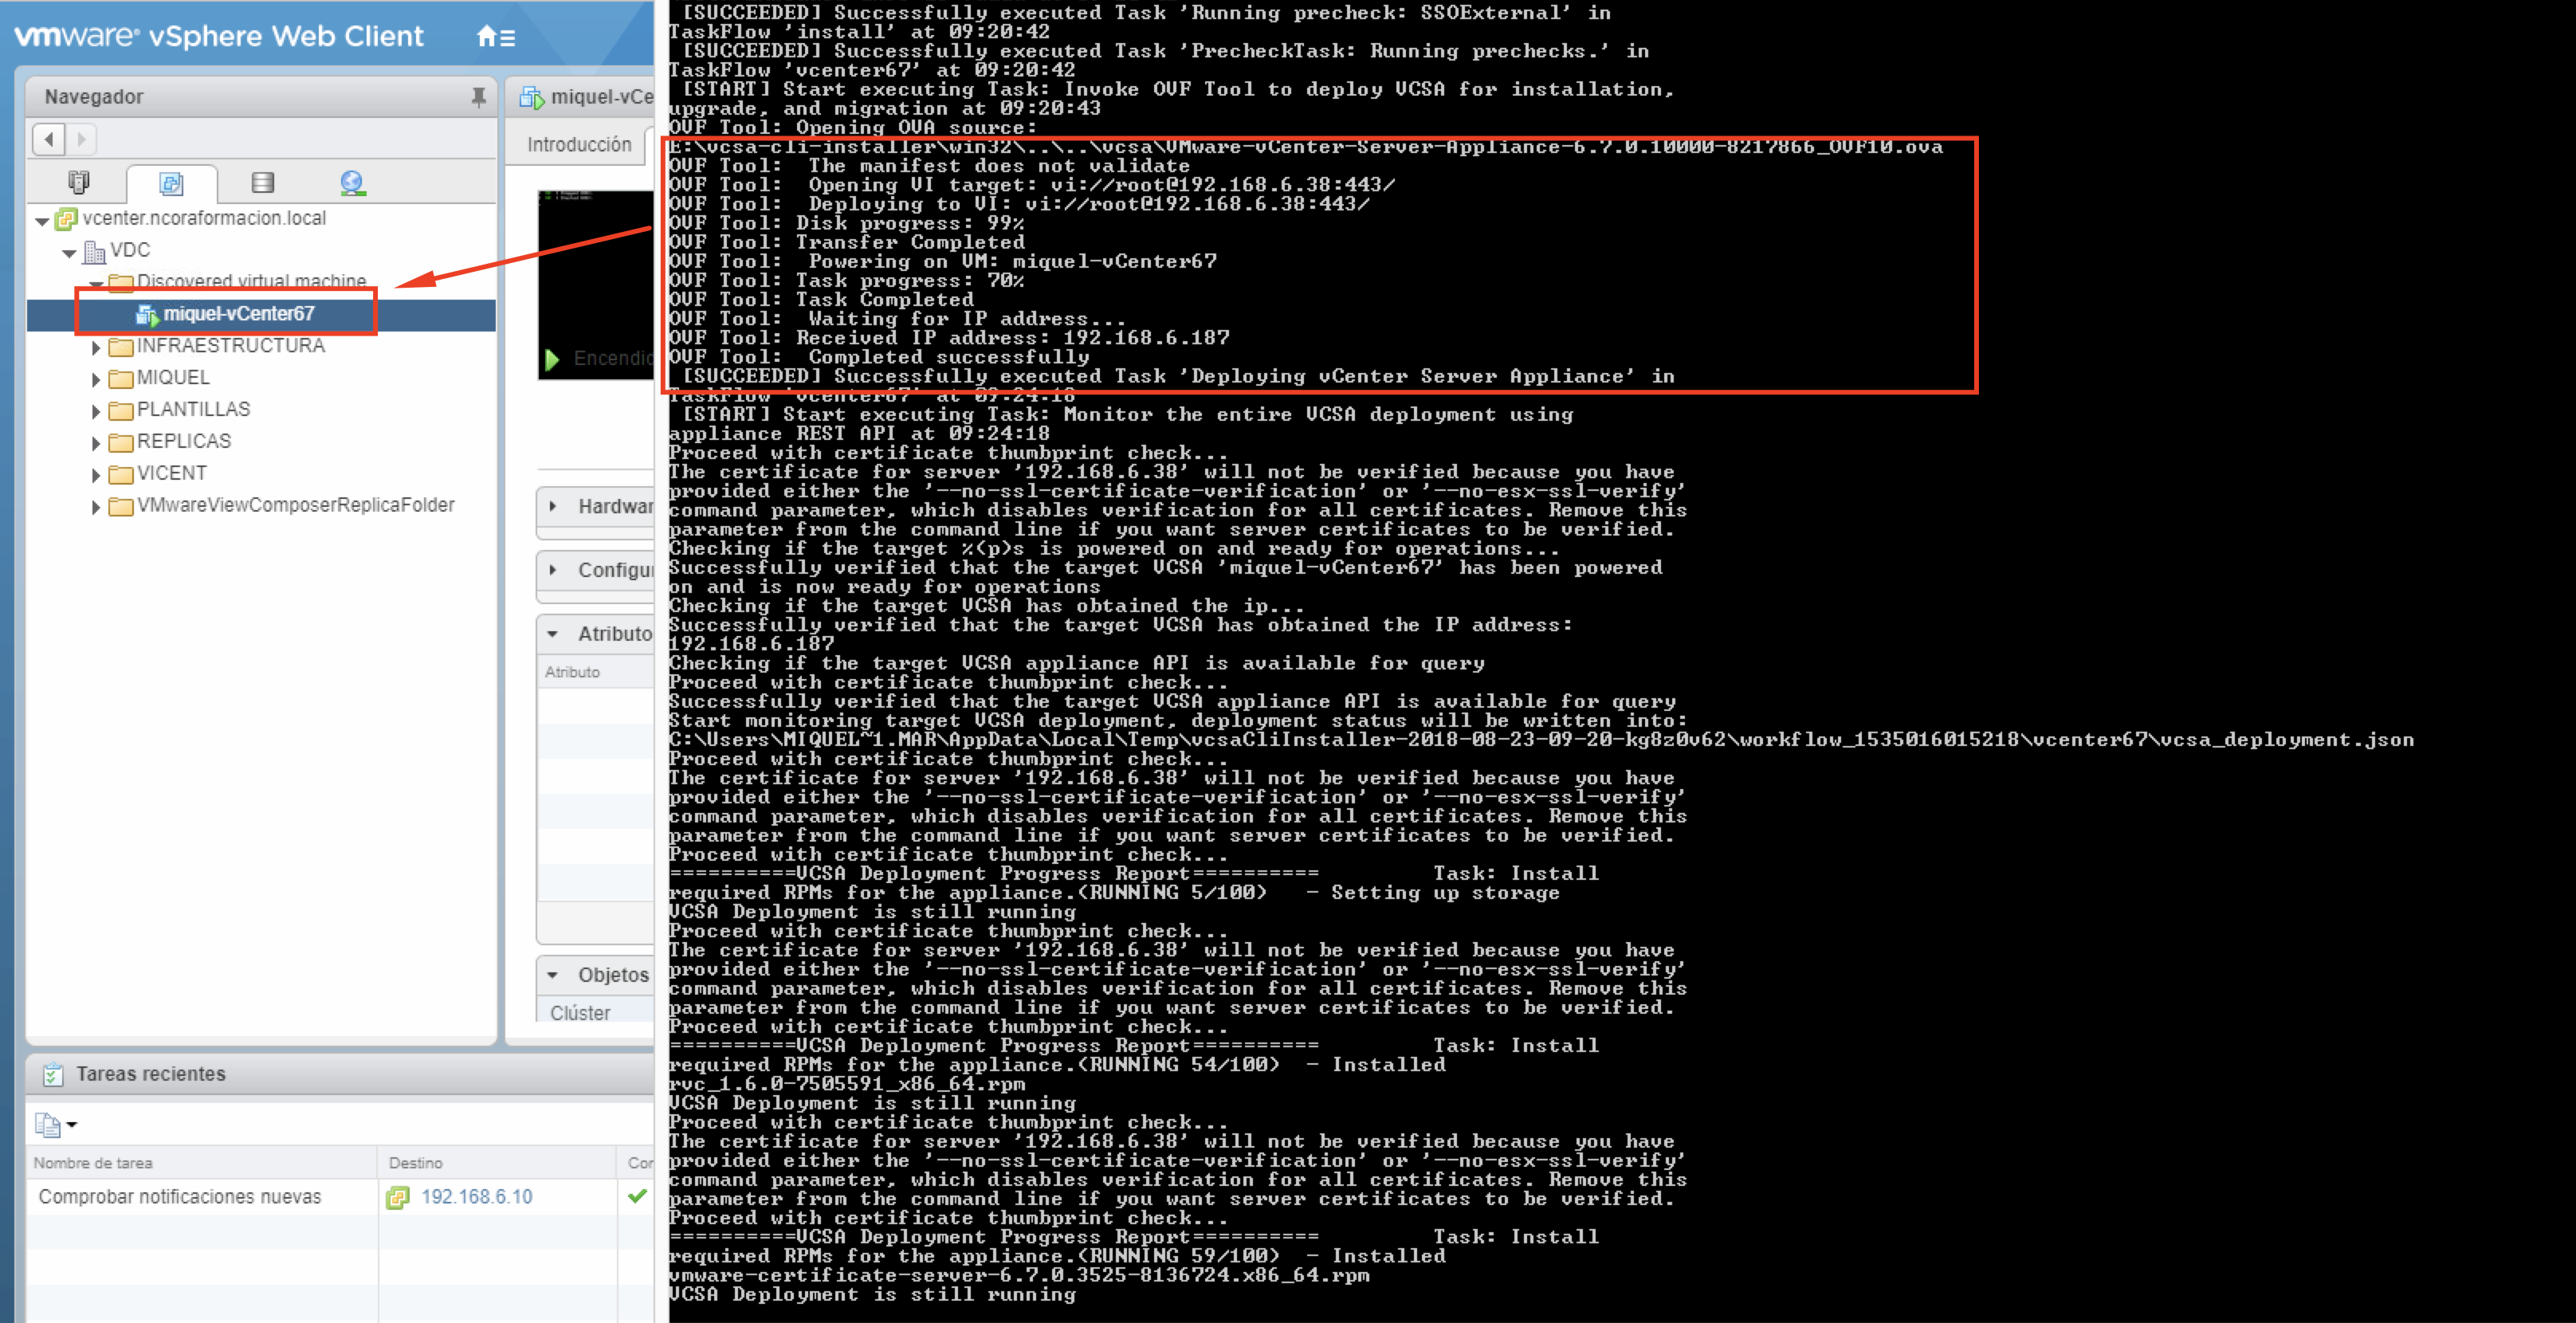 vmware® vSphere Web Client
Navegador
vcenter.ncoraformacion.local
VDC
Discovered virtual machine
miquel-vCenter67
INFRAESTRUCTURA
MIQUEL
PLANTILLAS
REPLICAS
VICENT
VMwareViewComposerReplicaFolder
miquel-vCe
Introducción
Encendid
Hardwar
Configu
Atributo
Atributo
Objetos
Clúster
Tareas recientes
Nombre de tarea Destino Cor
Comprobar notificaciones nuevas 192.168.6.10
[SUCCEEDED] Successfully executed Task 'Running precheck: SSOExternal' in
TaskFlow 'install' at 09:20:42
[SUCCEEDED] Successfully executed Task 'PrecheckTask: Running prechecks.' in
TaskFlow 'vcenter67' at 09:20:42
[START] Start executing Task: Invoke OVF Tool to deploy VCSA for installation,
upgrade, and migration at 09:20:43
OVF Tool: Opening OVA source:
E:\vcsa-cli-installer\win32\..\..\vcsa\VMware-vCenter-Server-Appliance-6.7.0.10000-8217866_OVF10.ova
OVF Tool:  The manifest does not validate
OVF Tool:  Opening VI target: vi://root@192.168.6.38:443/
OVF Tool:  Deploying to VI: vi://root@192.168.6.38:443/
OVF Tool: Disk progress: 99%
OVF Tool: Transfer Completed
OVF Tool:  Powering on VM: miquel-vCenter67
OVF Tool: Task progress: 70%
OVF Tool: Task Completed
OVF Tool:  Waiting for IP address...
OVF Tool: Received IP address: 192.168.6.187
OVF Tool:  Completed successfully
[SUCCEEDED] Successfully executed Task 'Deploying vCenter Server Appliance' in
TaskFlow 'vcenter67' at 09:24:18
[START] Start executing Task: Monitor the entire VCSA deployment using
appliance REST API at 09:24:18
Proceed with certificate thumbprint check...
The certificate for server '192.168.6.38' will not be verified because you have
provided either the '--no-ssl-certificate-verification' or '--no-esx-ssl-verify'
command parameter, which disables verification for all certificates. Remove this
parameter from the command line if you want server certificates to be verified.
Checking if the target %(p)s is powered on and ready for operations...
Successfully verified that the target VCSA 'miquel-vCenter67' has been powered
on and is now ready for operations
Checking if the target VCSA has obtained the ip...
Successfully verified that the target VCSA has obtained the IP address:
192.168.6.187
Checking if the target VCSA appliance API is available for query
Proceed with certificate thumbprint check...
Successfully verified that the target VCSA appliance API is available for query
Start monitoring target VCSA deployment, deployment status will be written into:
C:\Users\MIQUEL~1.MAR\AppData\Local\Temp\vcsaCliInstaller-2018-08-23-09-20-kg8z0v62\workflow_1535016015218\vcenter67\vcsa_deployment.json
Proceed with certificate thumbprint check...
The certificate for server '192.168.6.38' will not be verified because you have
provided either the '--no-ssl-certificate-verification' or '--no-esx-ssl-verify'
command parameter, which disables verification for all certificates. Remove this
parameter from the command line if you want server certificates to be verified.
Proceed with certificate thumbprint check...
==========VCSA Deployment Progress Report========== Task: Install
required RPMs for the appliance.(RUNNING 5/100) - Setting up storage
VCSA Deployment is still running
Proceed with certificate thumbprint check...
The certificate for server '192.168.6.38' will not be verified because you have
provided either the '--no-ssl-certificate-verification' or '--no-esx-ssl-verify'
command parameter, which disables verification for all certificates. Remove this
parameter from the command line if you want server certificates to be verified.
Proceed with certificate thumbprint check...
==========VCSA Deployment Progress Report========== Task: Install
required RPMs for the appliance.(RUNNING 54/100) - Installed
rvc_1.6.0-7505591_x86_64.rpm
VCSA Deployment is still running
Proceed with certificate thumbprint check...
The certificate for server '192.168.6.38' will not be verified because you have
provided either the '--no-ssl-certificate-verification' or '--no-esx-ssl-verify'
command parameter, which disables verification for all certificates. Remove this
parameter from the command line if you want server certificates to be verified.
Proceed with certificate thumbprint check...
==========VCSA Deployment Progress Report========== Task: Install
required RPMs for the appliance.(RUNNING 59/100) - Installed
vmware-certificate-server-6.7.0.3525-8136724.x86_64.rpm
VCSA Deployment is still running